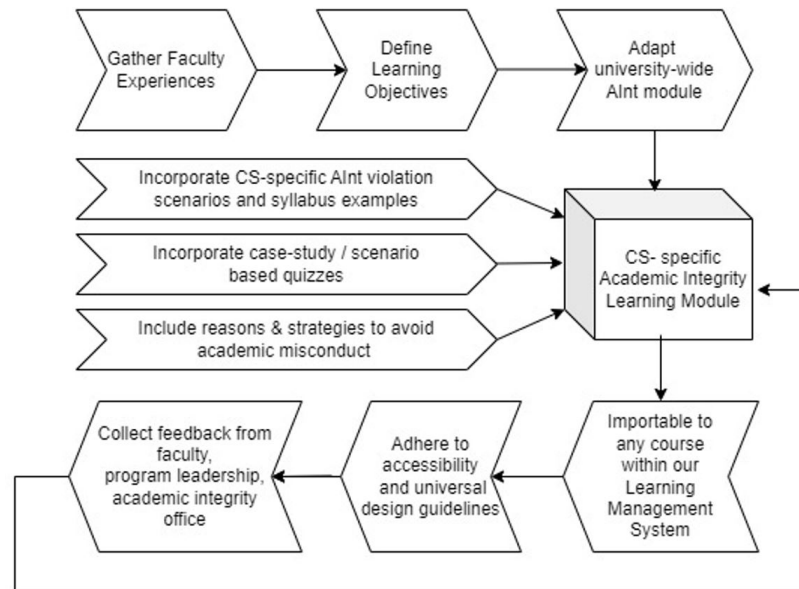 Gather Faculty
Experiences
Define
Learning
Objectives
Adapt
university-wide
AInt module
Incorporate CS-specific AInt violation
scenarios and syllabus examples
Incorporate case-study / scenario
based quizzes
Include reasons & strategies to avoid
academic misconduct
CS- specific
Academic Integrity
Learning Module
Collect feedback from
faculty,
program leadership,
academic integrity
office
Adhere to
accessibility
and universal
design guidelines
Importable to
any course
within our
Learning
Management
System